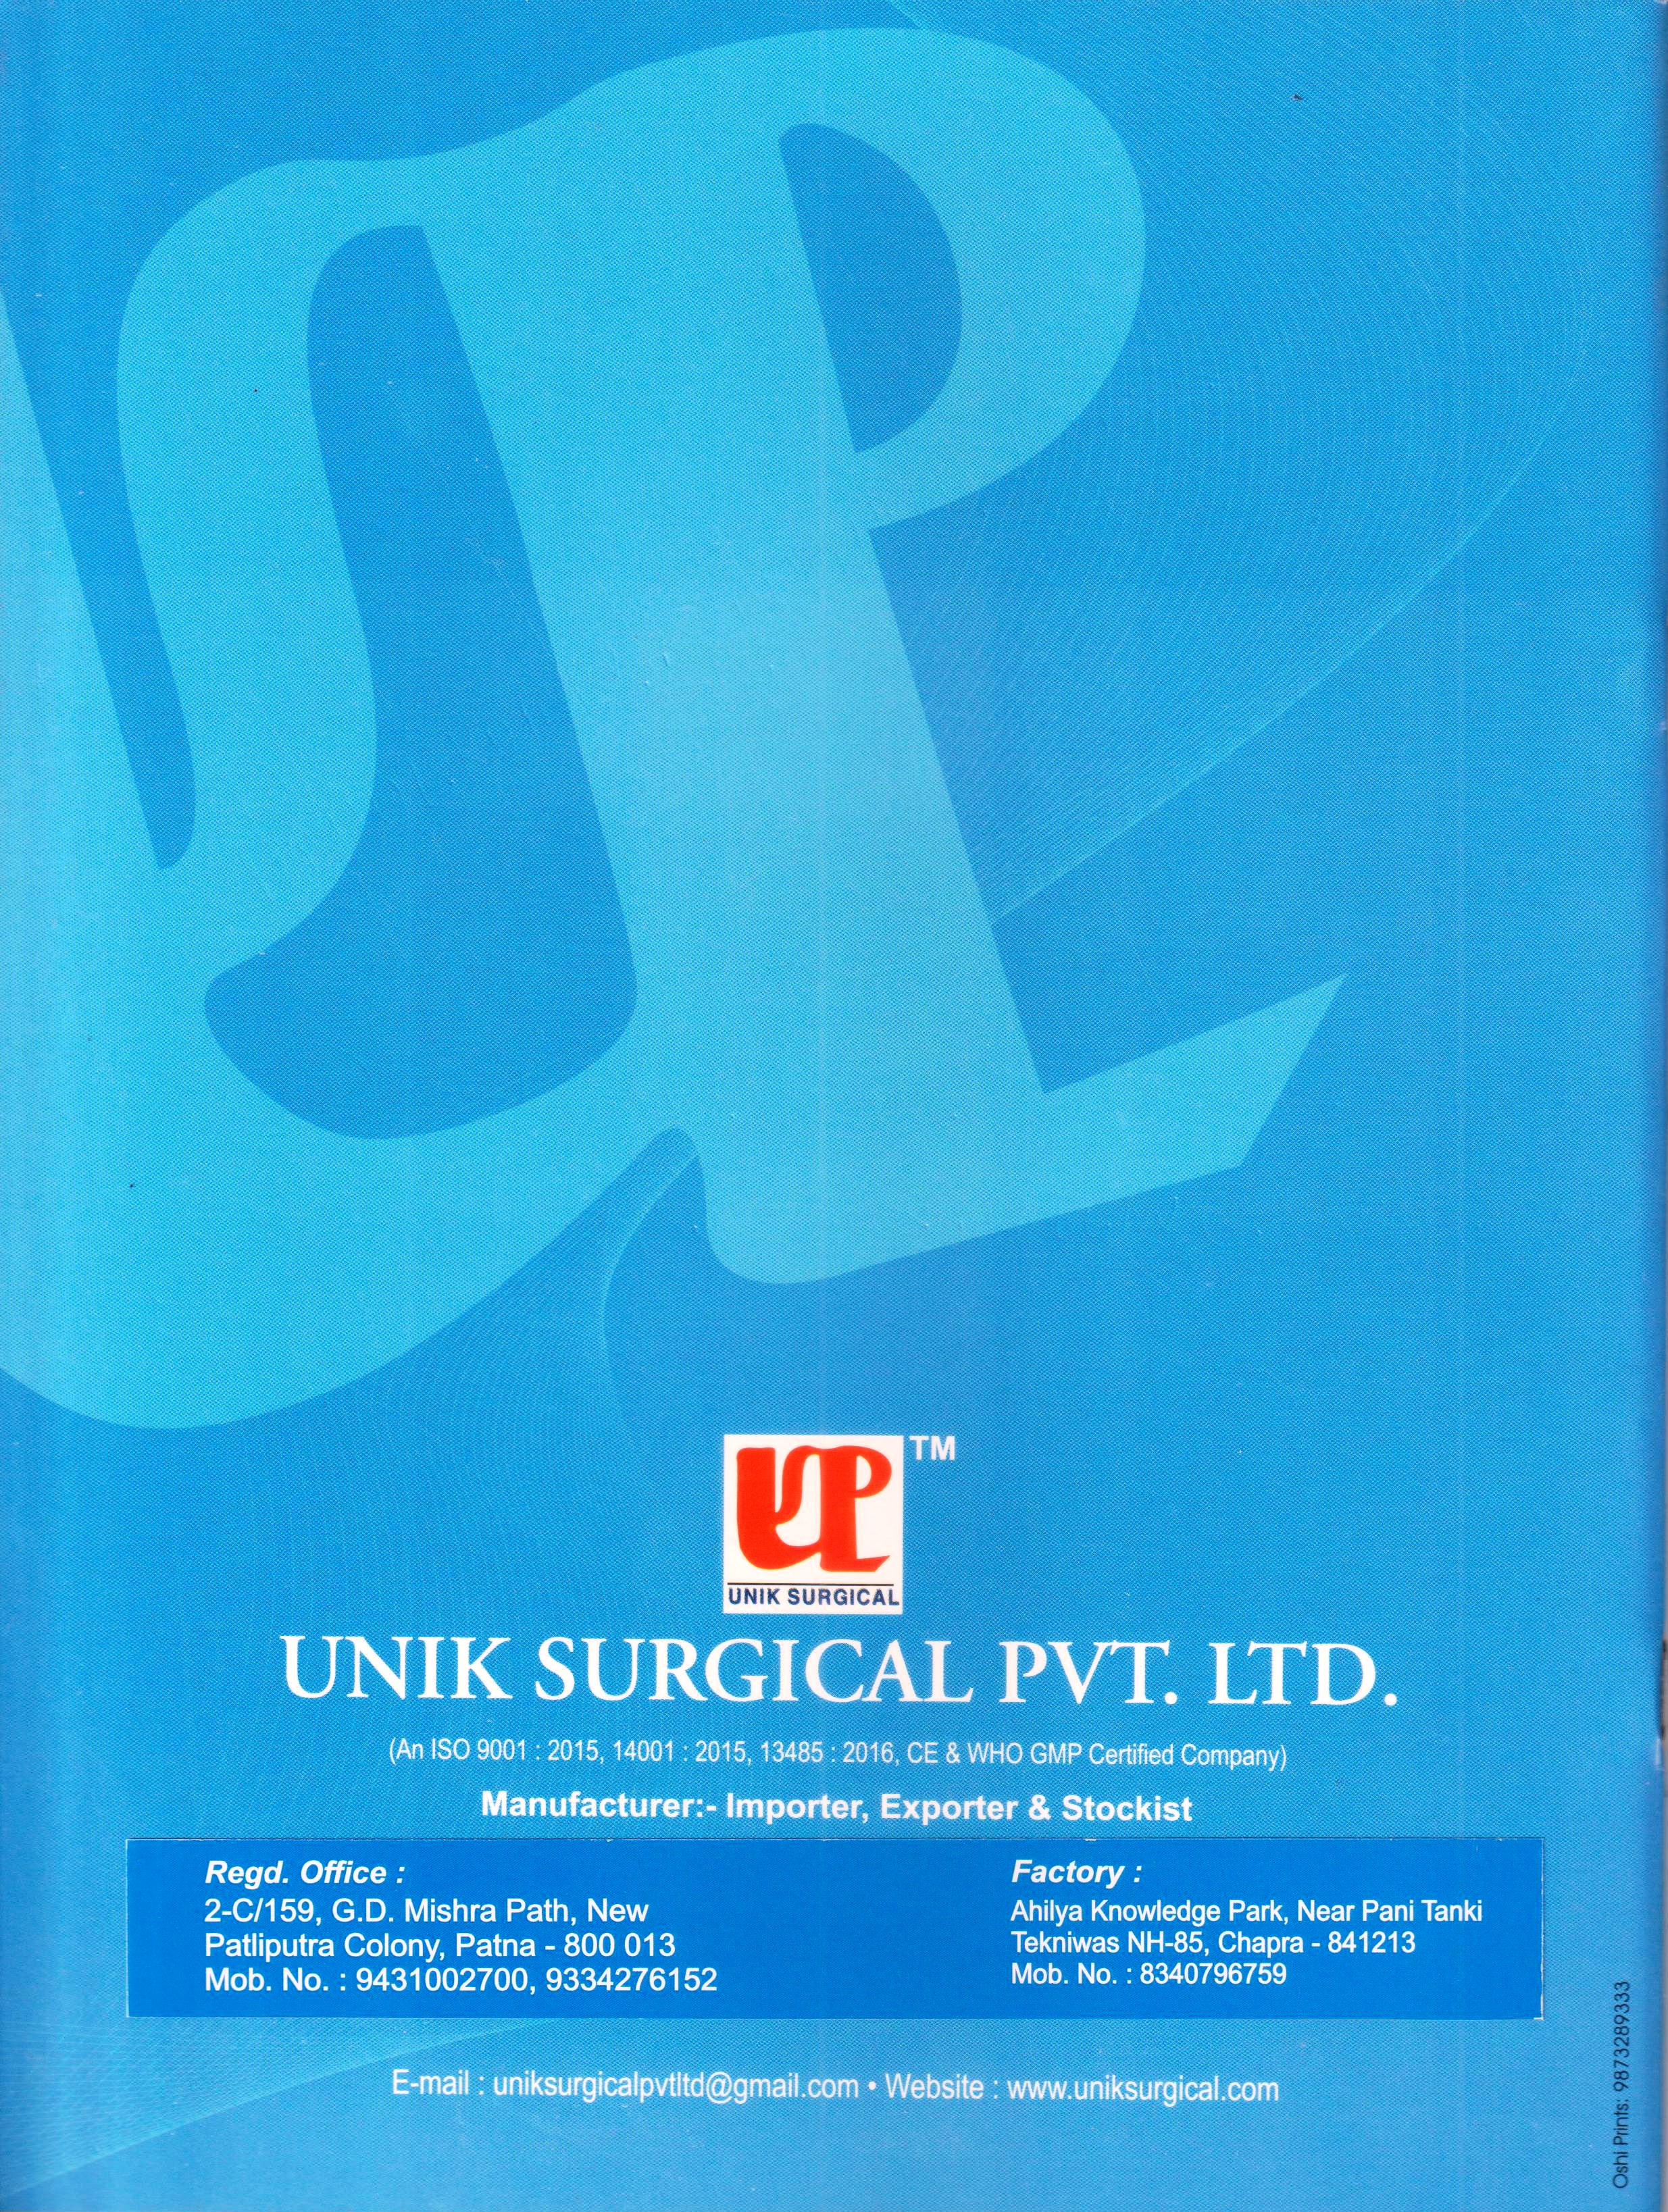 TM
UNIK SURGICAL
UNIK SURGICAL PVT. LTD.
(An ISO 9001 : 2015, 14001 : 2015, 13485 : 2016, CE & WHO GMP Certified Company)
Manufacturer:- Importer, Exporter & Stockist
Regd. Office :
2-C/159, G.D. Mishra Path, New
Patliputra Colony, Patna - 800 013
Mob. No. : 9431002700, 9334276152
Factory :
Ahilya Knowledge Park, Near Pani Tanki
Tekniwas NH-85, Chapra - 841213
Mob. No. : 8340796759
E-mail : uniksurgicalpvtltd@gmail.com • Website : www.uniksurgical.com
Oshi Prints: 9873289333